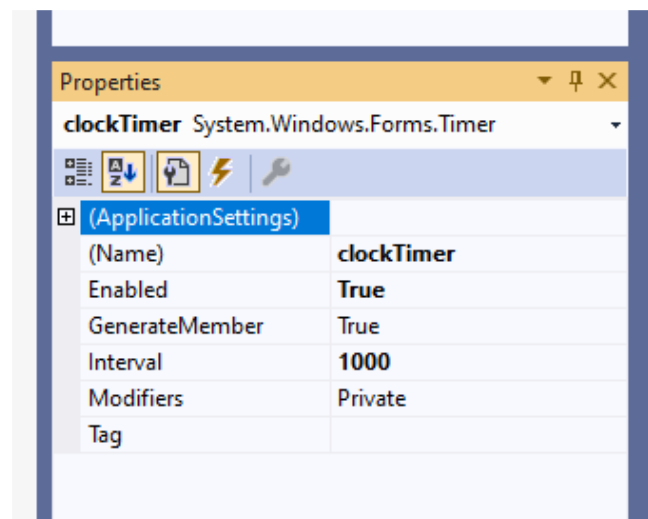 Properties
clockTimer System.Windows.Forms.Timer
(ApplicationSettings)
(Name) clockTimer
Enabled True
GenerateMember True
Interval 1000
Modifiers Private
Tag